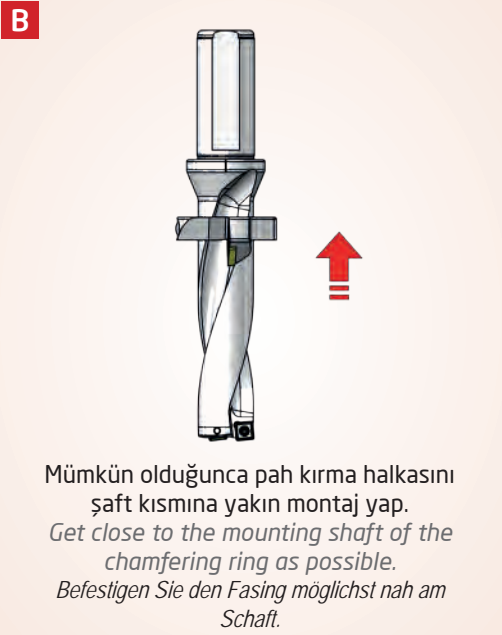 B
Mümkün olduğunca pah kırma halkasını
şaft kısmına yakın montaj yap.
Get close to the mounting shaft of the
chamfering ring as possible.
Befestigen Sie den Fasing möglichst nah am
Schaft.